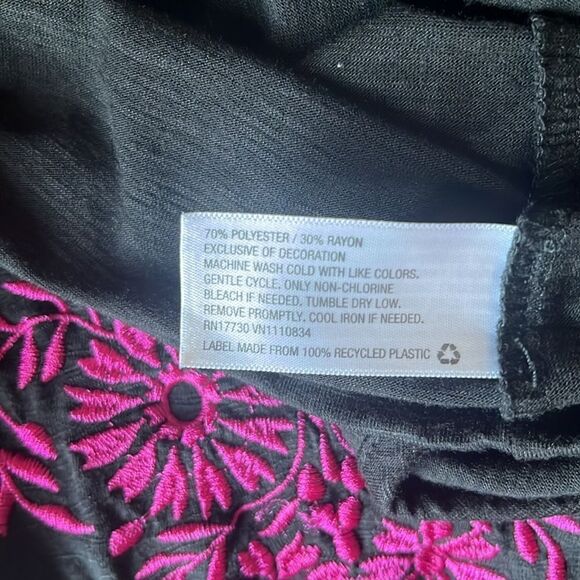 70% POLYESTER / 30% RAYON
EXCLUSIVE OF DECORATION
MACHINE WASH COLD WITH LIKE COLORS.
GENTLE CYCLE. ONLY NON-CHLORINE
BLEACH IF NEEDED. TUMBLE DRY LOW.
REMOVE PROMPTLY. COOL IRON IF NEEDED.
RN17730 VN1110834
LABEL MADE FROM 100% RECYCLED PLASTIC